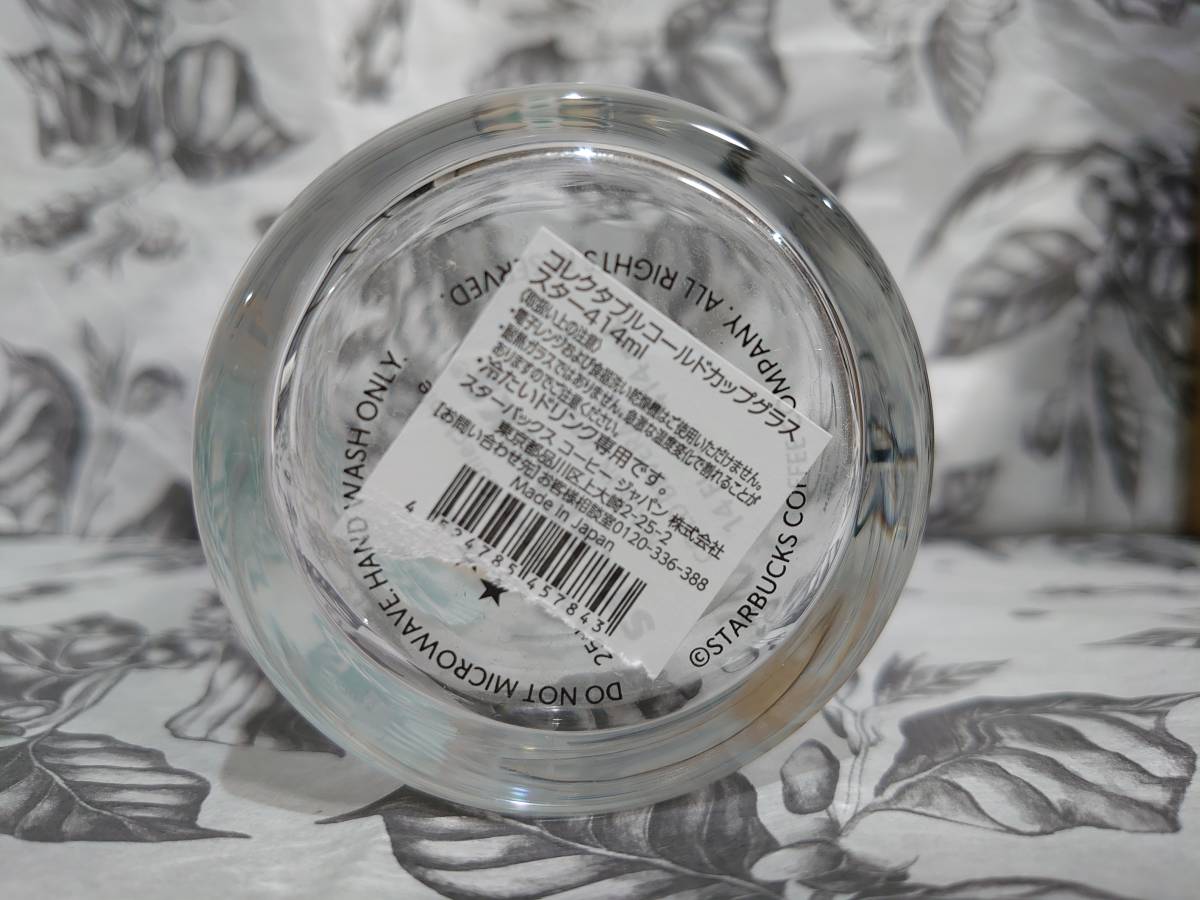 コレクタブルコールドカップグラス
スター414ml
《取扱い上の注意》
・電子レンジおよび食器洗い乾燥機はご使用いただけません。
・耐熱ガラスではありません。急激な温度変化で割れることが
ありますのでご注意ください。
・冷たいドリンク専用です。
スターバックス コーヒー ジャパン 株式会社
東京都品川区上大崎2-25-2
[お問い合わせ先]お客様相談室0120-336-388
Made in Japan
4 524785 457843
©STARBUCKS COFFEE COMPANY. ALL RIGHTS RESERVED.
DO NOT MICROWAVE. HAND WASH ONLY.